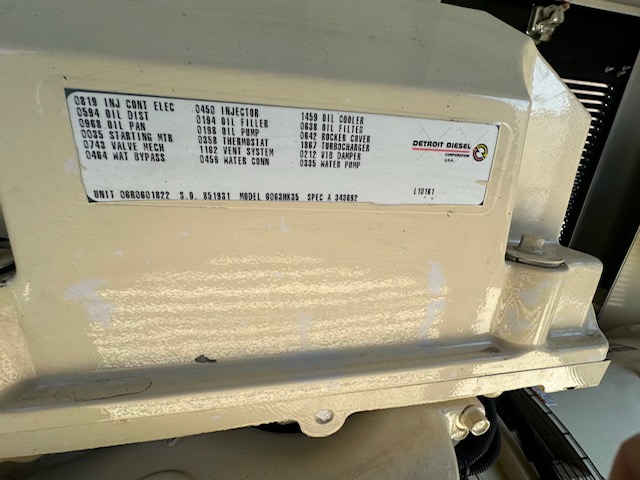 0819 INJ CONT ELEC
0594 OIL DIST
0968 OIL PAN
0035 STARTING MTR
0743 VALVE MECH
0464 WAT BYPASS
0450 INJECTOR
0194 OIL FILLER
0198 OIL PUMP
0358 THERMOSTAT
1162 VENT SYSTEM
0459 WATER CONN
1459 OIL COOLER
0638 OIL FILTER
0642 ROCKER COVER
1867 TURBOCHARGER
0212 VIB DAMPER
0335 WATER PUMP
DETROIT DIESEL
CORPORATION
U.S.A.
UNIT 06R0601822 S.O. 851931 MODEL 6063HK35 SPEC A 343692 L10161